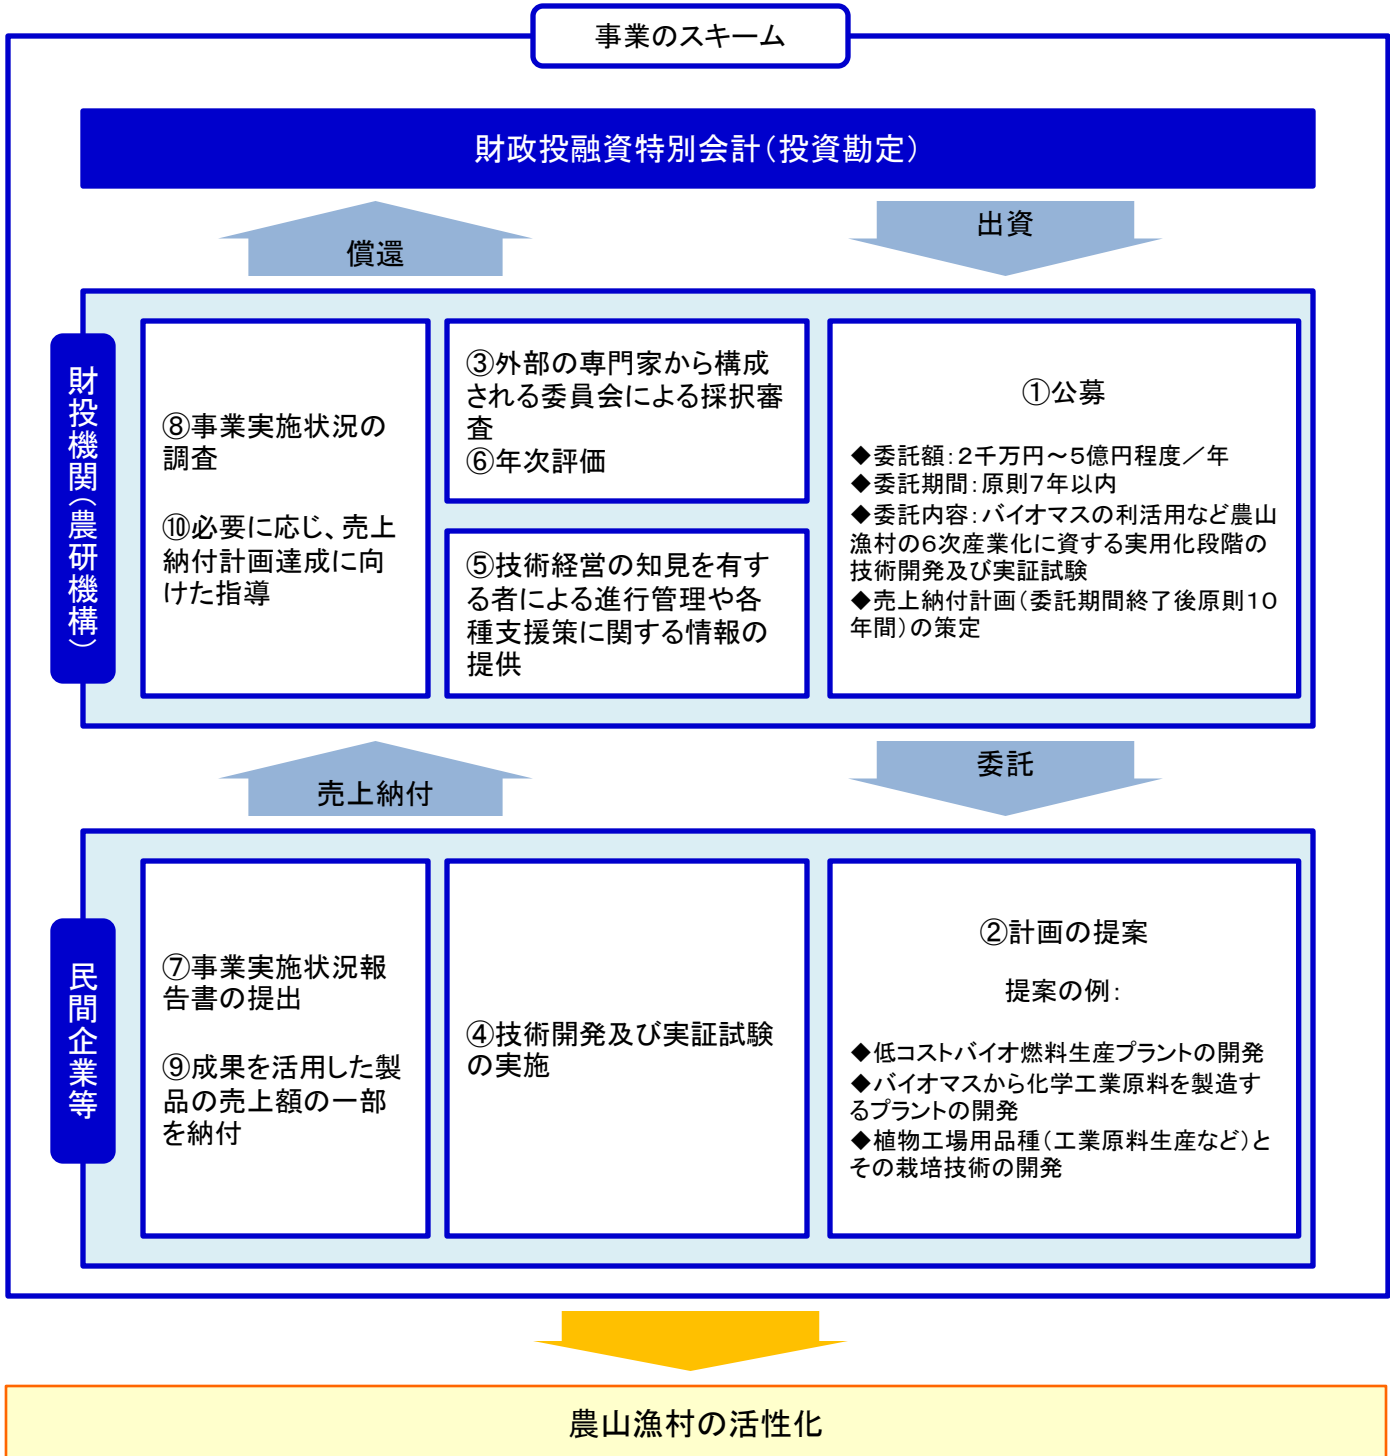 事業のスキーム
財政投融資特別会計（投資勘定）
償還
出資
財投機関（農研機構）
⑧事業実施状況の
調査
⑩必要に応じ、売上
納付計画達成に向
けた指導
③外部の専門家から構成
される委員会による採択審
査
⑥年次評価
⑤技術経営の知見を有す
る者による進行管理や各
種支援策に関する情報の
提供
①公募
◆委託額：２千万円～５億円程度／年
◆委託期間：原則７年以内
◆委託内容：バイオマスの利活用など農山
漁村の６次産業化に資する実用化段階の
技術開発及び実証試験
◆売上納付計画（委託期間終了後原則１０
年間）の策定
売上納付
委託
民間企業等
⑦事業実施状況報
告書の提出
⑨成果を活用した製
品の売上額の一部
を納付
④技術開発及び実証試験
の実施
②計画の提案
提案の例：
◆低コストバイオ燃料生産プラントの開発
◆バイオマスから化学工業原料を製造す
るプラントの開発
◆植物工場用品種（工業原料生産など）と
その栽培技術の開発
農山漁村の活性化